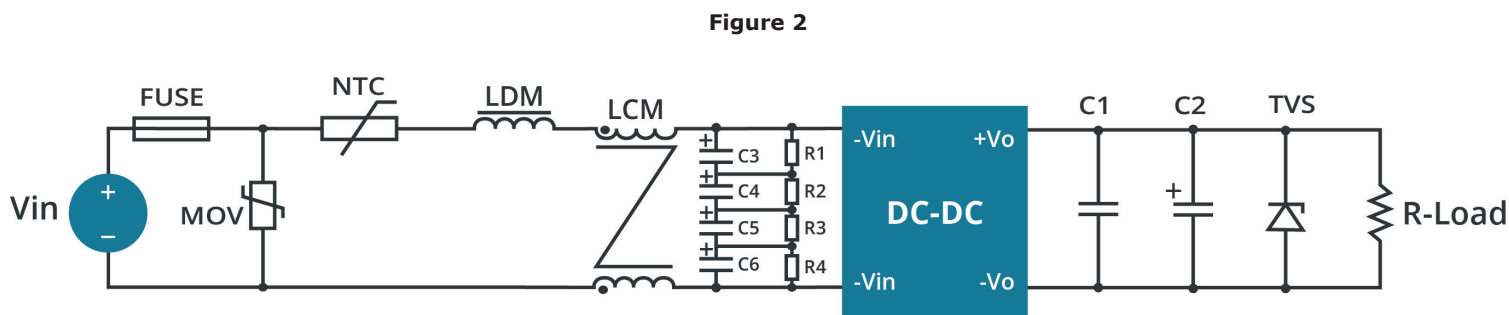 Figure 2
FUSE
NTC
LDM
LCM
C1
C2
TVS
-Vin
+Vo
+
C3
R1
+
C4
R2
Vin
+
−
MOV
DC-DC
+
R-Load
+
C5
R3
+
C6
R4
-Vin
-Vo